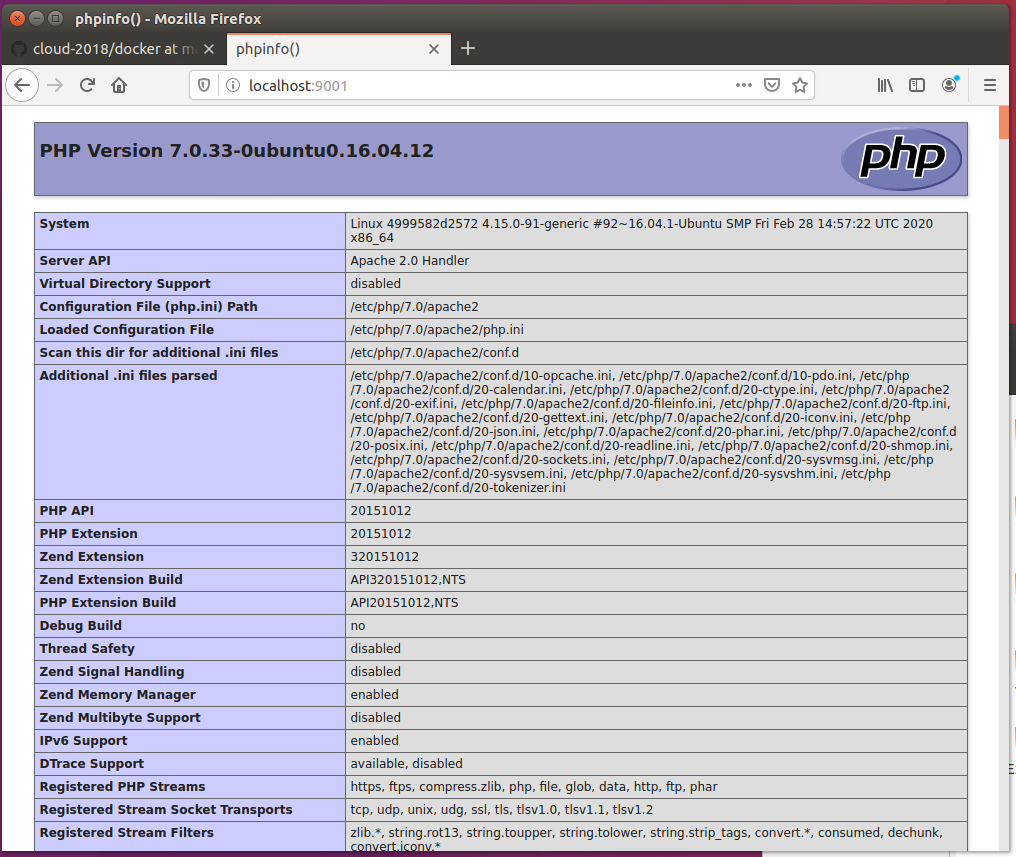 phpinfo() - Mozilla Firefox
cloud-2018/docker at m
phpinfo()
localhost:9001
PHP Version 7.0.33-0ubuntu0.16.04.12
php
System
Linux 4999582d2572 4.15.0-91-generic #92~16.04.1-Ubuntu SMP Fri Feb 28 14:57:22 UTC 2020
x86_64
Server API
Apache 2.0 Handler
Virtual Directory Support
disabled
Configuration File (php.ini) Path
/etc/php/7.0/apache2
Loaded Configuration File
/etc/php/7.0/apache2/php.ini
Scan this dir for additional .ini files
/etc/php/7.0/apache2/conf.d
Additional .ini files parsed
/etc/php/7.0/apache2/conf.d/10-opcache.ini, /etc/php/7.0/apache2/conf.d/10-pdo.ini, /etc/php
/7.0/apache2/conf.d/20-calendar.ini, /etc/php/7.0/apache2/conf.d/20-ctype.ini, /etc/php/7.0/apache2
/conf.d/20-exif.ini, /etc/php/7.0/apache2/conf.d/20-fileinfo.ini, /etc/php/7.0/apache2/conf.d/20-ftp.ini,
/etc/php/7.0/apache2/conf.d/20-gettext.ini, /etc/php/7.0/apache2/conf.d/20-iconv.ini, /etc/php
/7.0/apache2/conf.d/20-json.ini, /etc/php/7.0/apache2/conf.d/20-phar.ini, /etc/php/7.0/apache2/conf.d
/20-posix.ini, /etc/php/7.0/apache2/conf.d/20-readline.ini, /etc/php/7.0/apache2/conf.d/20-shmop.ini,
/etc/php/7.0/apache2/conf.d/20-sockets.ini, /etc/php/7.0/apache2/conf.d/20-sysvmsg.ini, /etc/php
/7.0/apache2/conf.d/20-sysvsem.ini, /etc/php/7.0/apache2/conf.d/20-sysvshm.ini, /etc/php
/7.0/apache2/conf.d/20-tokenizer.ini
PHP API
20151012
PHP Extension
20151012
Zend Extension
320151012
Zend Extension Build
API320151012,NTS
PHP Extension Build
API20151012,NTS
Debug Build
no
Thread Safety
disabled
Zend Signal Handling
disabled
Zend Memory Manager
enabled
Zend Multibyte Support
disabled
IPv6 Support
enabled
DTrace Support
available, disabled
Registered PHP Streams
https, ftps, compress.zlib, php, file, glob, data, http, ftp, phar
Registered Stream Socket Transports
tcp, udp, unix, udg, ssl, tls, tlsv1.0, tlsv1.1, tlsv1.2
Registered Stream Filters
zlib.*, string.rot13, string.toupper, string.tolower, string.strip_tags, convert.*, consumed, dechunk,
convert.iconv.*